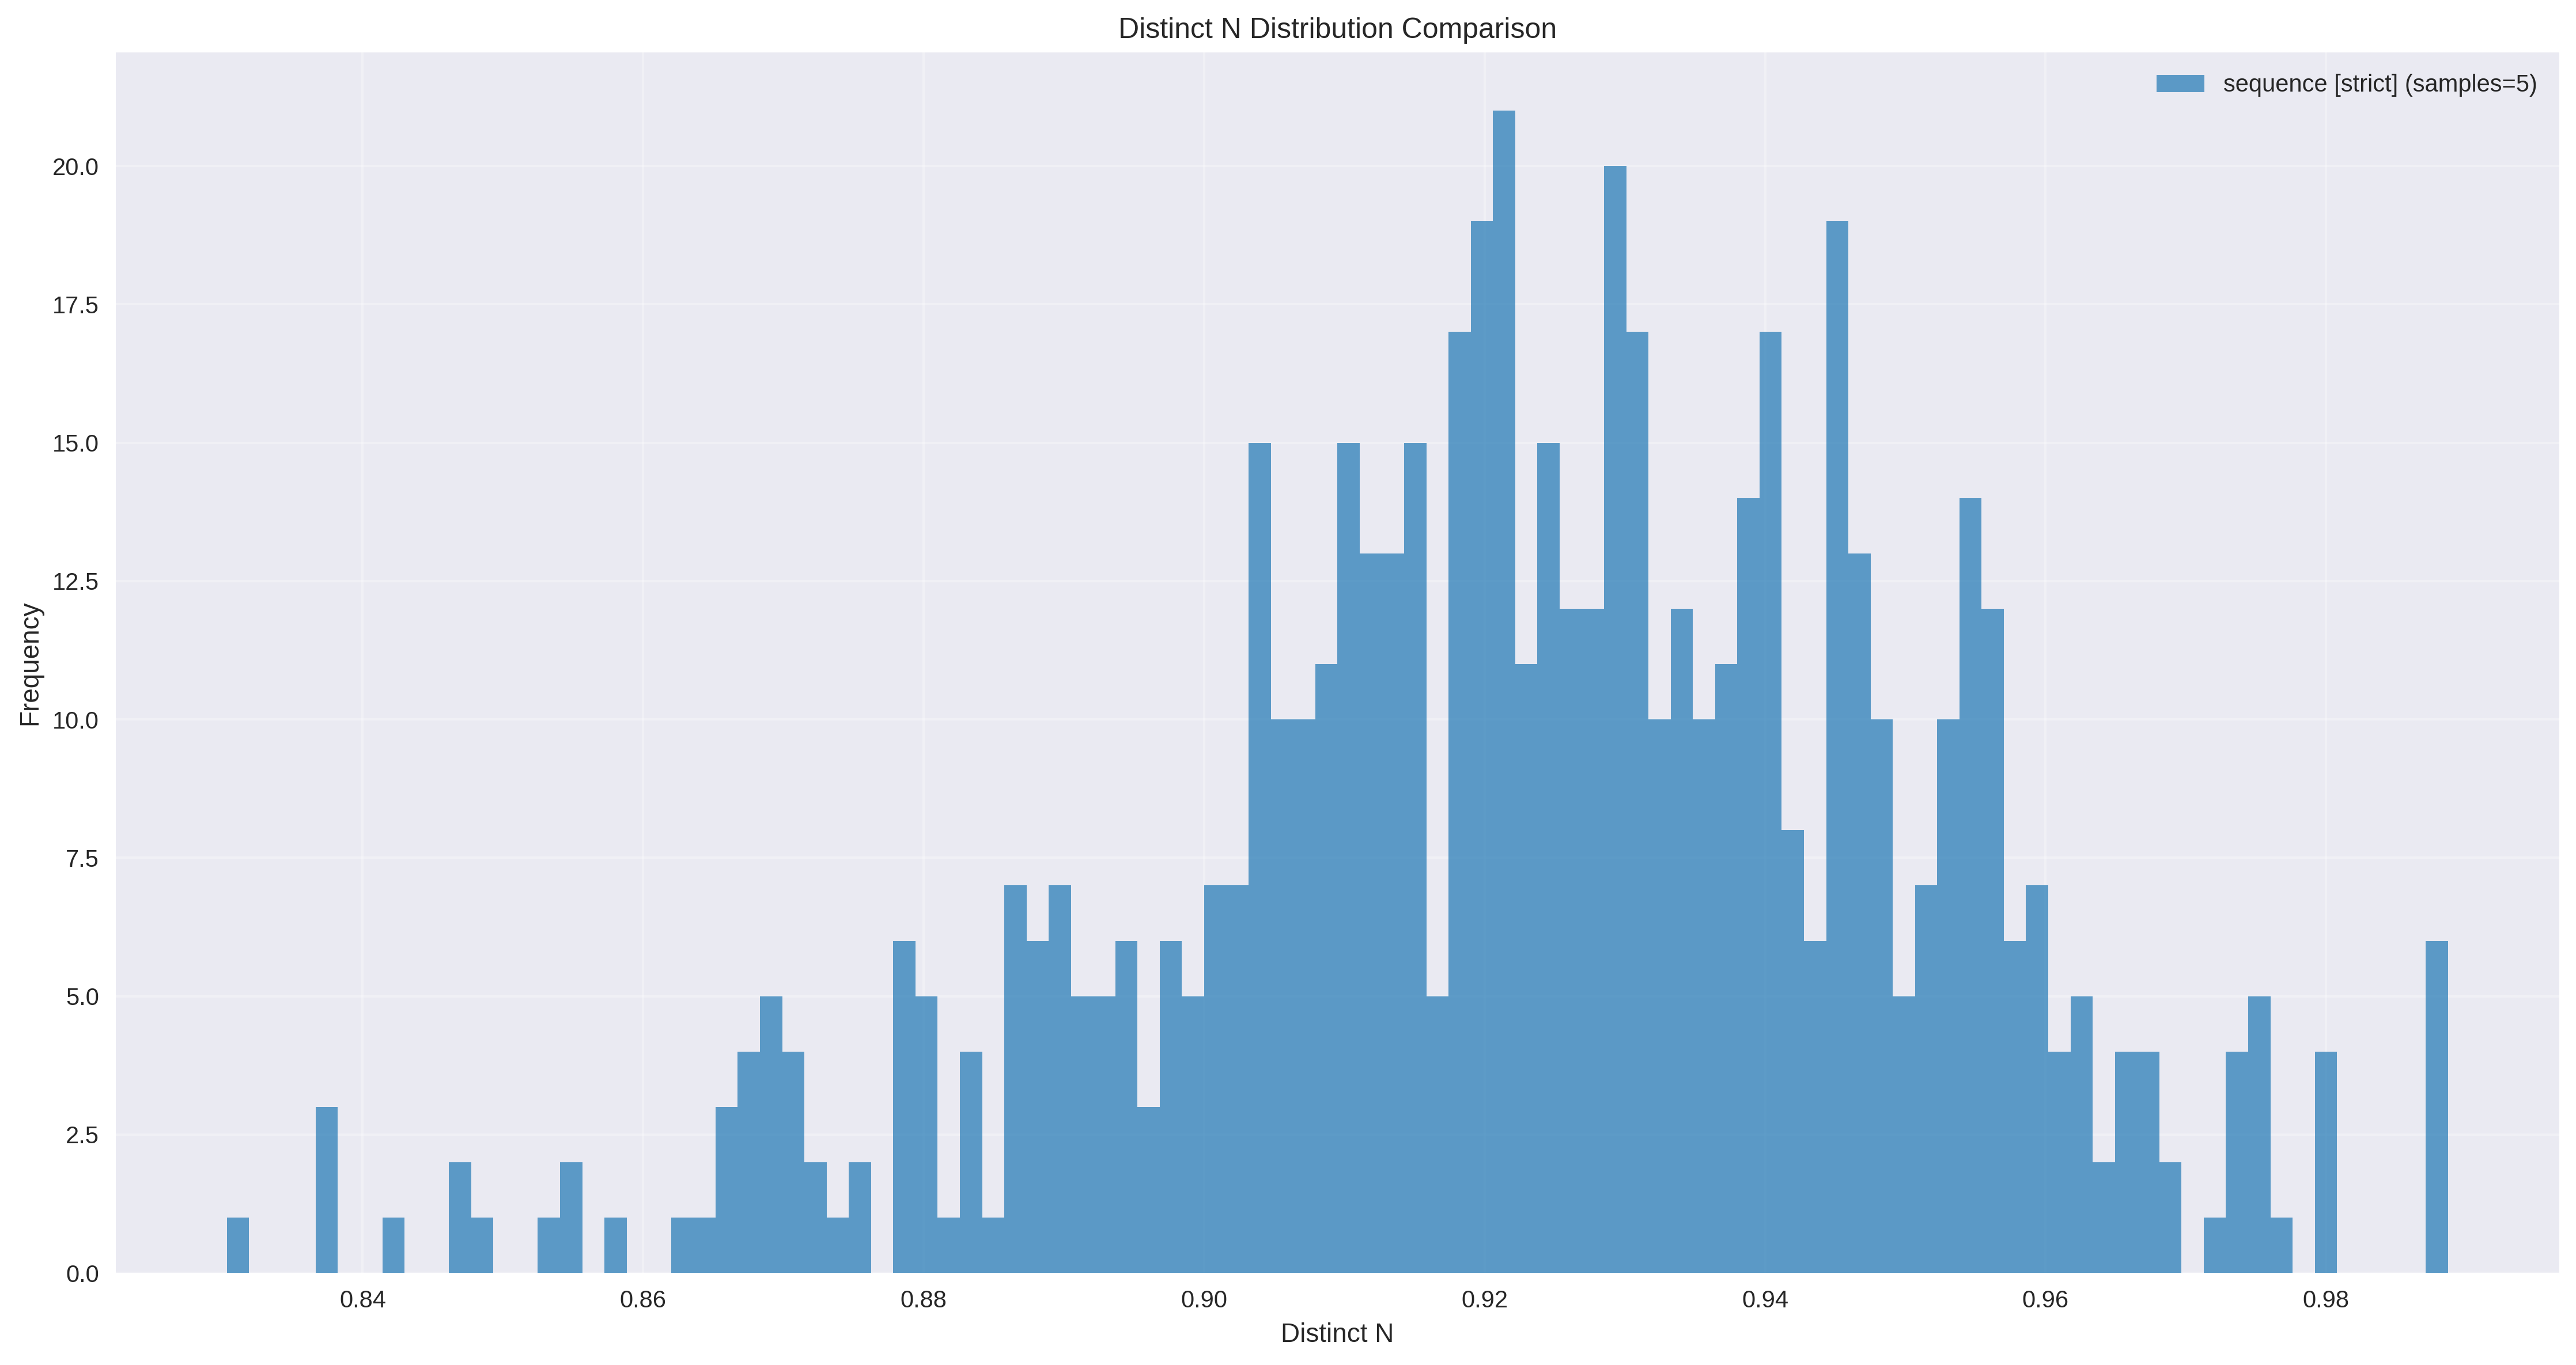 Distinct N Distribution Comparison
sequence [strict] (samples=5)
20.0
17.5
15.0
12.5
10.0
7.5
5.0
2.5
0.0
Frequency
0.84 0.86 0.88 0.90 0.92 0.94 0.96 0.98
Distinct N